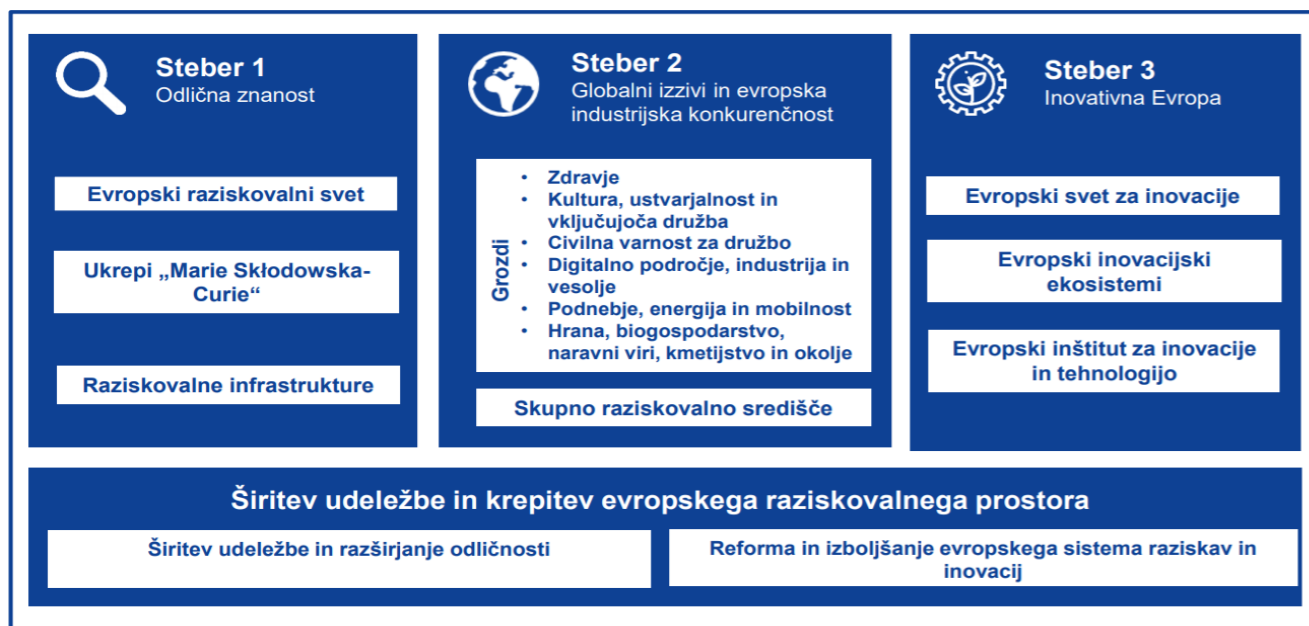 Steber 1
Odlična znanost
Evropski raziskovalni svet
Ukrepi „Marie Skłodowska-
Curie“
Raziskovalne infrastrukture
Steber 2
Globalni izzivi in evropska
industrijska konkurenčnost
Grozdi
• Zdravje
• Kultura, ustvarjalnost in
vključujoča družba
• Civilna varnost za družbo
• Digitalno področje, industrija in
vesolje
• Podnebje, energija in mobilnost
• Hrana, biogospodarstvo,
naravni viri, kmetijstvo in okolje
Skupno raziskovalno središče
Steber 3
Inovativna Evropa
Evropski svet za inovacije
Evropski inovacijski
ekosistemi
Evropski inštitut za inovacije
in tehnologijo
Širitev udeležbe in krepitev evropskega raziskovalnega prostora
Širitev udeležbe in razširjanje odličnosti
Reforma in izboljšanje evropskega sistema raziskav in
inovacij